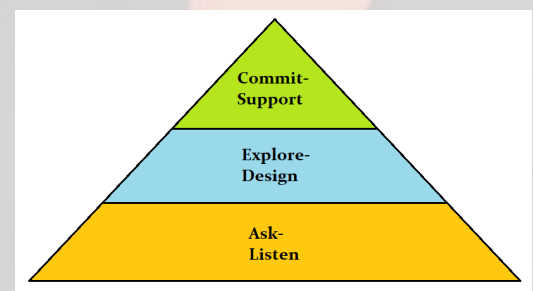 Commit-
Support
Explore-
Design
Ask-
Listen